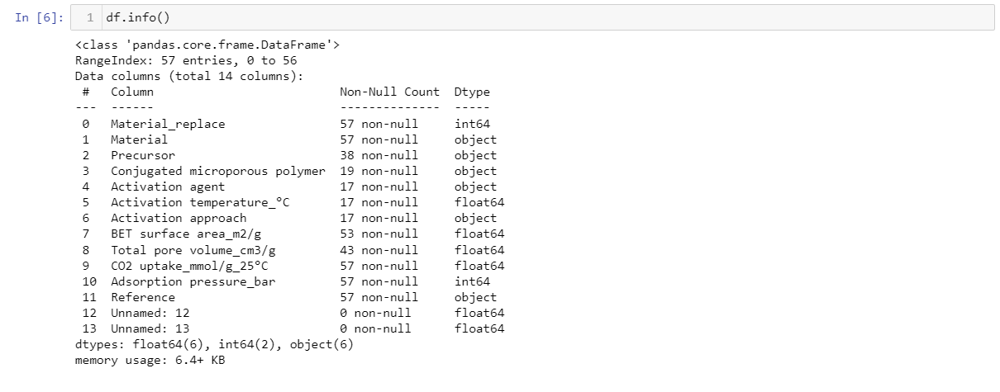 In [6]: 1 df.info()
<class 'pandas.core.frame.DataFrame'>
RangeIndex: 57 entries, 0 to 56
Data columns (total 14 columns):
 #   Column                         Non-Null Count  Dtype
---  ------                         --------------  -----
 0   Material_replace               57 non-null     int64
 1   Material                       57 non-null     object
 2   Precursor                      38 non-null     object
 3   Conjugated microporous polymer  19 non-null     object
 4   Activation agent               17 non-null     object
 5   Activation temperature_°C      17 non-null     float64
 6   Activation approach            17 non-null     object
 7   BET surface area_m2/g          53 non-null     float64
 8   Total pore volume_cm3/g        43 non-null     float64
 9   CO2 uptake_mmol/g_25°C         57 non-null     float64
 10  Adsorption pressure_bar        57 non-null     int64
 11  Reference                      57 non-null     object
 12  Unnamed: 12                    0 non-null      float64
 13  Unnamed: 13                    0 non-null      float64
dtypes: float64(6), int64(2), object(6)
memory usage: 6.4+ KB